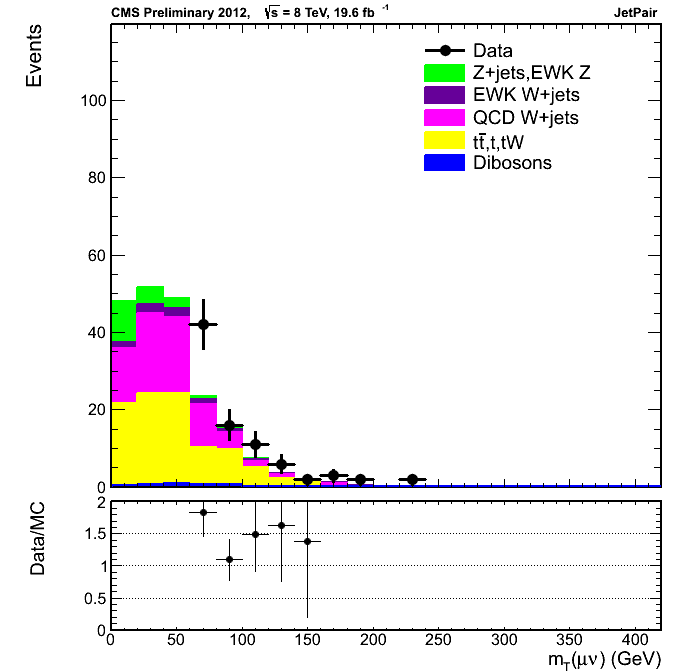 CMS Preliminary 2012, √s = 8 TeV, 19.6 fb⁻¹ JetPair
Events
Data
Z+jets,EWK Z
EWK W+jets
QCD W+jets
tt̅,t,tW
Dibosons
100
80
60
40
20
0
Data/MC
2
1.5
1
0.5
0
0 50 100 150 200 250 300 350 400
m_T(μν) (GeV)